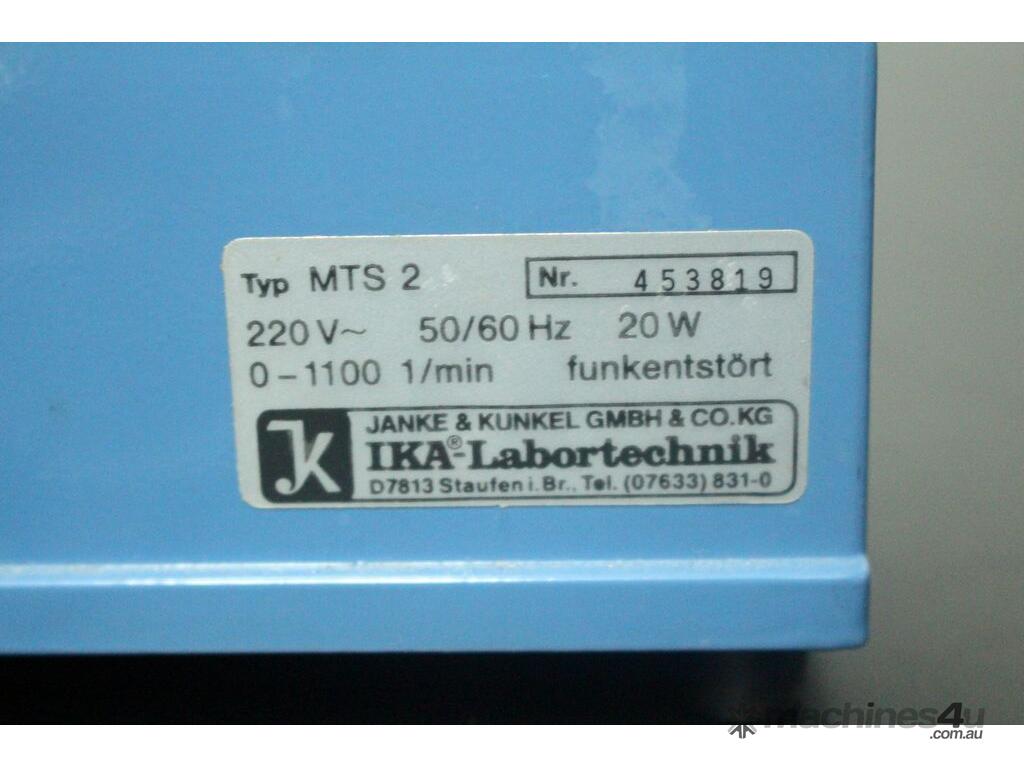 Typ MTS 2 Nr. 453819
220 V~ 50/60 Hz 20 W
0-1100 1/min funkentstört
JK JANKE & KUNKEL GMBH & CO.KG
IKA®-Labortechnik
D7813 Staufen i. Br., Tel. (07633) 831-0
machines4u
.com.au